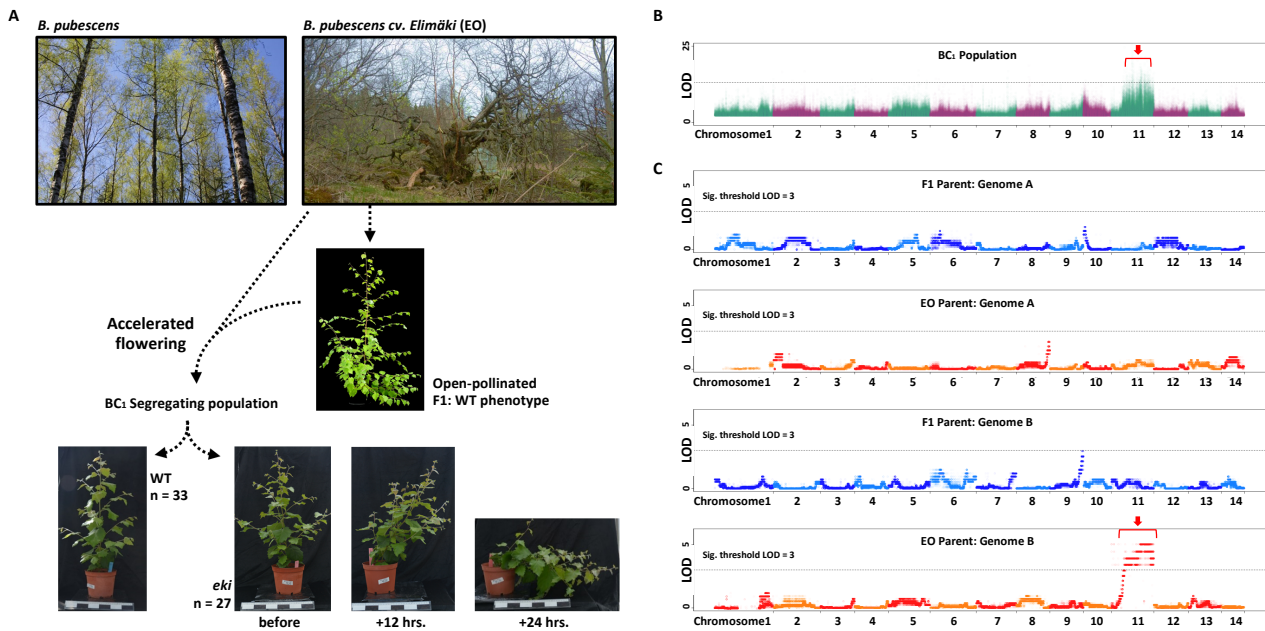 A
B. pubescens
B. pubescens cv. Elimäki (EO)
Accelerated
flowering
Open-pollinated
F1: WT phenotype
BC₁ Segregating population
WT
n = 33
eki
n = 27
before
+12 hrs.
+24 hrs.
B
BC₁ Population
LOD
25
0
Chromosome1 2 3 4 5 6 7 8 9 10 11 12 13 14
C
F1 Parent: Genome A
Sig. threshold LOD = 3
LOD
5
0
Chromosome1 2 3 4 5 6 7 8 9 10 11 12 13 14
EO Parent: Genome A
Sig. threshold LOD = 3
LOD
5
0
Chromosome1 2 3 4 5 6 7 8 9 10 11 12 13 14
F1 Parent: Genome B
Sig. threshold LOD = 3
LOD
5
0
Chromosome1 2 3 4 5 6 7 8 9 10 11 12 13 14
EO Parent: Genome B
Sig. threshold LOD = 3
LOD
5
0
Chromosome1 2 3 4 5 6 7 8 9 10 11 12 13 14